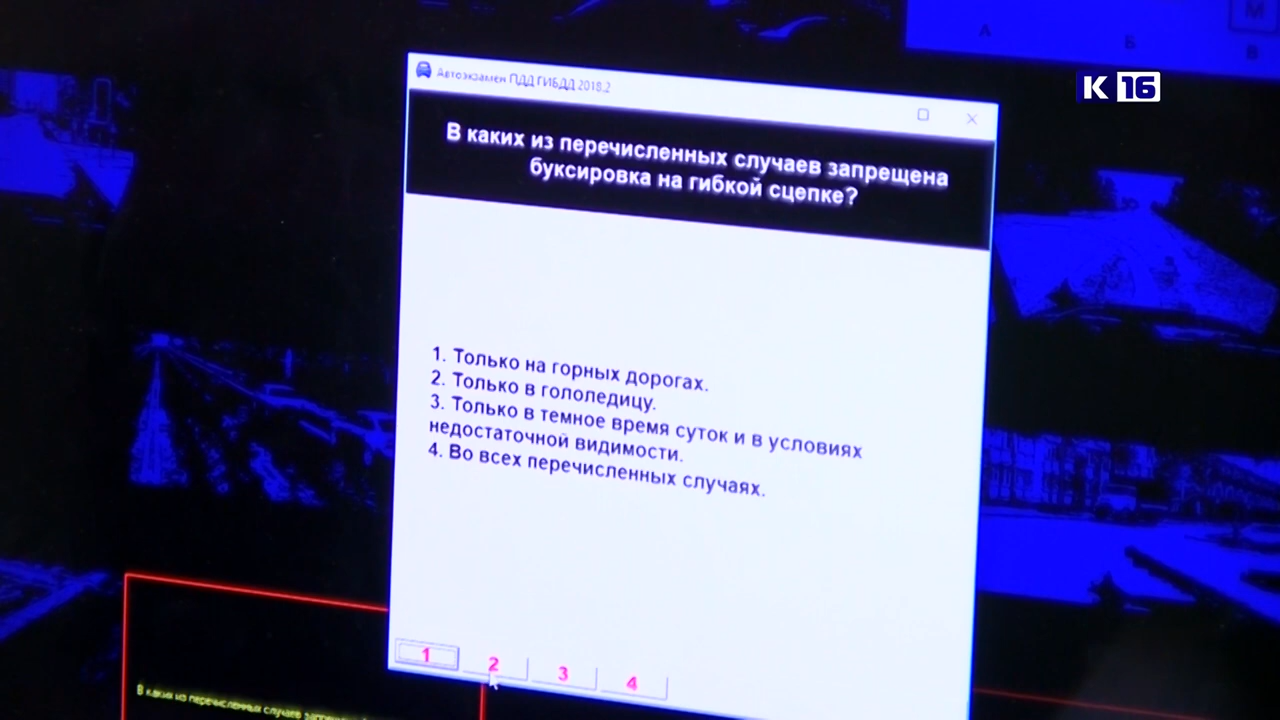 А
Б
М
В
К 16
Автоэкзамен ПДД ГИБДД 2018.2
В каких из перечисленных случаев запрещена
буксировка на гибкой сцепке?
1. Только на горных дорогах.
2. Только в гололедицу.
3. Только в темное время суток и в условиях
недостаточной видимости.
4. Во всех перечисленных случаях.
1 2 3 4
В каких из перечисленных случаев